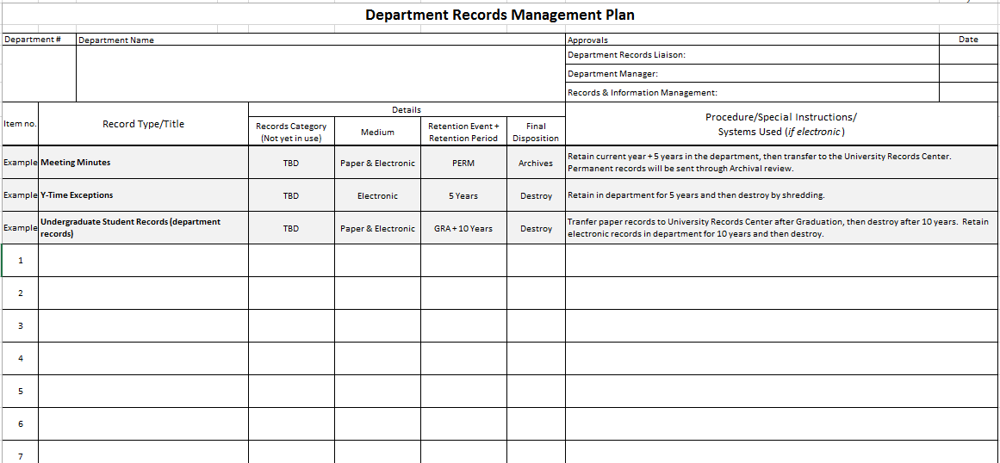 Department Records Management Plan
Department # Department Name Approvals Date
Department Records Liaison:
Department Manager:
Records & Information Management:
Item no. Record Type/Title Details Procedure/Special Instructions/
Systems Used (if electronic)
Records Category
(Not yet in use)
Medium
Retention Event +
Retention Period
Final
Disposition
Example Meeting Minutes TBD Paper & Electronic PERM Archives Retain current year + 5 years in the department, then transfer to the University Records Center.
Permanent records will be sent through Archival review.
Example Y-Time Exceptions TBD Electronic 5 Years Destroy Retain in department for 5 years and then destroy by shredding.
Example Undergraduate Student Records (department
records)
TBD Paper & Electronic GRA + 10 Years Destroy Tranfer paper records to University Records Center after Graduation, then destroy after 10 years. Retain
electronic records in department for 10 years and then destroy.
1
2
3
4
5
6
7